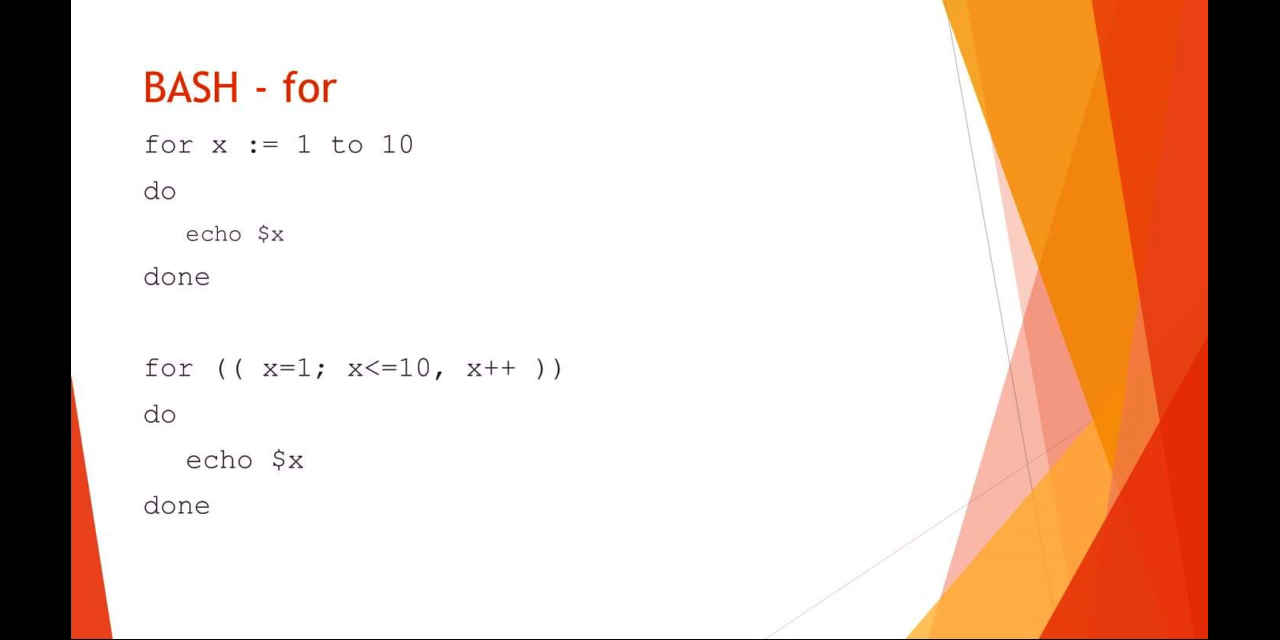 BASH - for
for x := 1 to 10
do
echo $x
done
for (( x=1; x<=10, x++ ))
do
echo $x
done